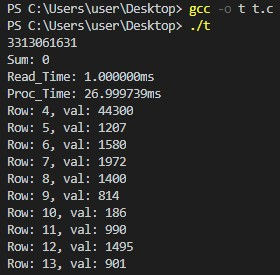 PS C:\Users\user\Desktop> gcc -o t t.c
PS C:\Users\user\Desktop> ./t
3313061631
Sum: 0
Read_Time: 1.000000ms
Proc_Time: 26.999739ms
Row: 4, val: 44300
Row: 5, val: 1207
Row: 6, val: 1580
Row: 7, val: 1972
Row: 8, val: 1400
Row: 9, val: 814
Row: 10, val: 186
Row: 11, val: 990
Row: 12, val: 1495
Row: 13, val: 901